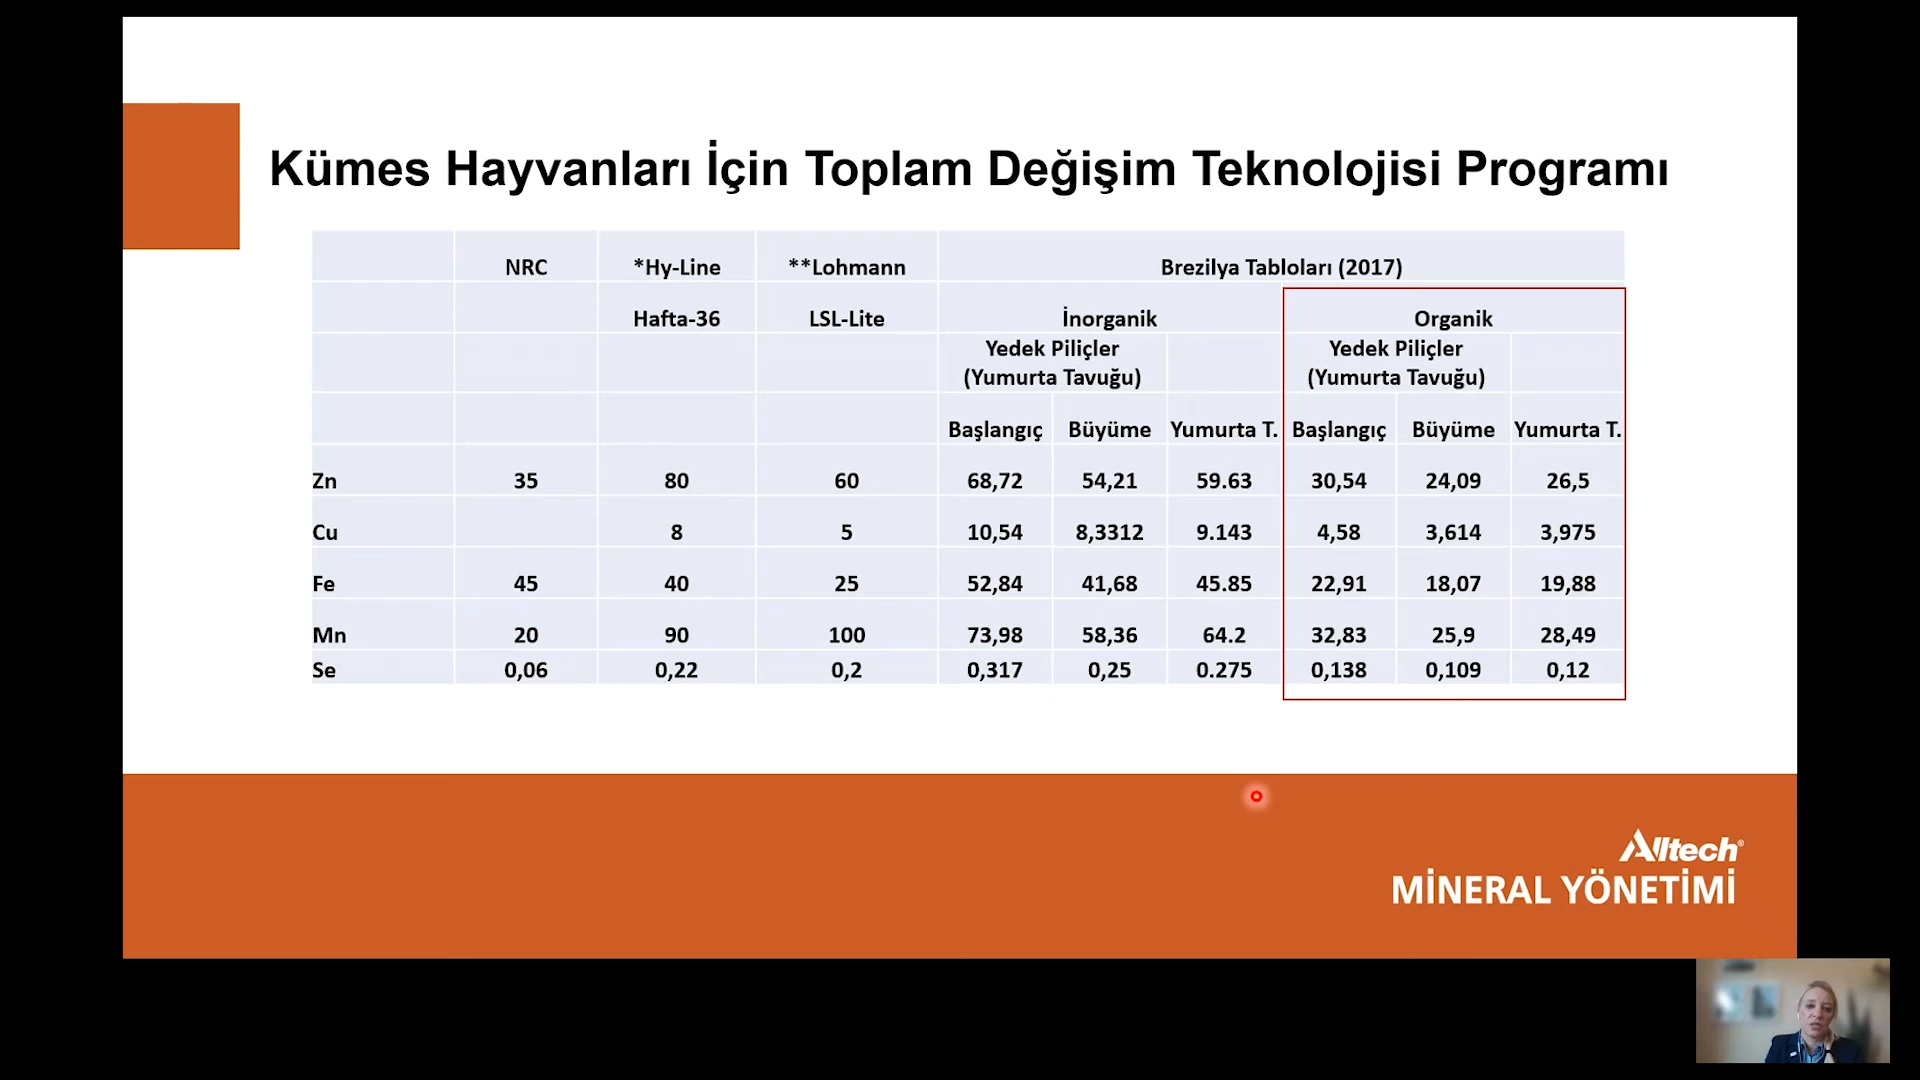 Kümes Hayvanları İçin Toplam Değişim Teknolojisi Programı
NRC *Hy-Line **Lohmann Brezilya Tabloları (2017)
Hafta-36 LSL-Lite İnorganik Organik
Yedek Piliçler Yedek Piliçler
(Yumurta Tavuğu) (Yumurta Tavuğu)
Başlangıç Büyüme Yumurta T. Başlangıç Büyüme Yumurta T.
Zn 35 80 60 68,72 54,21 59.63 30,54 24,09 26,5
Cu 8 5 10,54 8,3312 9.143 4,58 3,614 3,975
Fe 45 40 25 52,84 41,68 45.85 22,91 18,07 19,88
Mn 20 90 100 73,98 58,36 64.2 32,83 25,9 28,49
Se 0,06 0,22 0,2 0,317 0,25 0.275 0,138 0,109 0,12
Alltech®
MİNERAL YÖNETİMİ